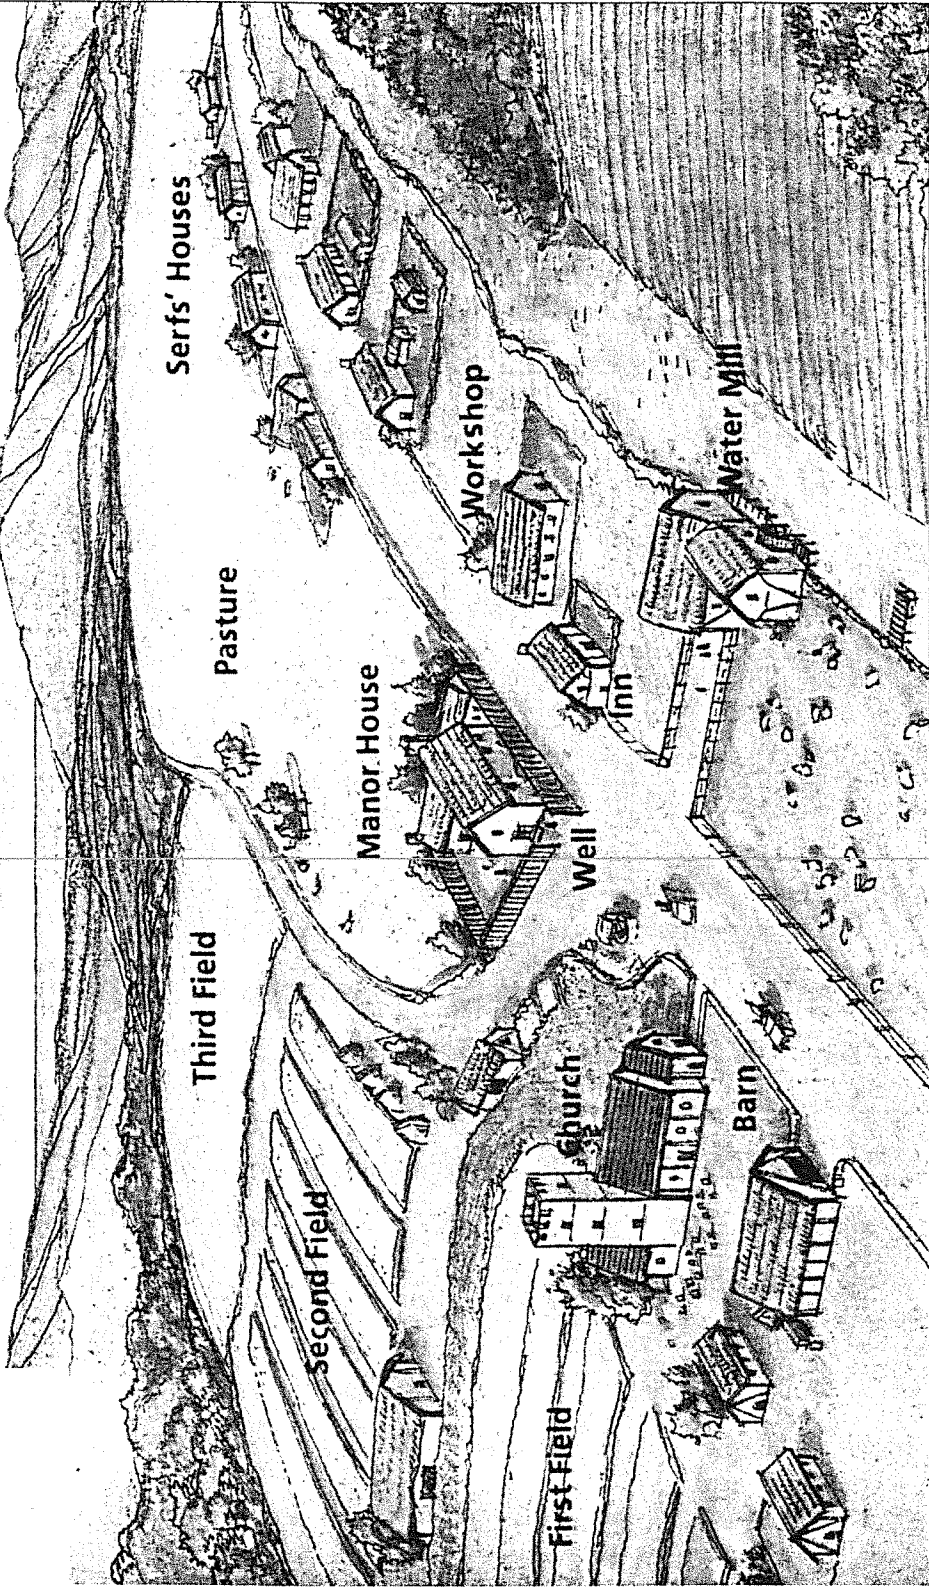 Third Field
Pasture
Serfs' Houses
Second Field
Manor House
First Field
Church
Well
Workshop
Inn
Barn
Water Mill